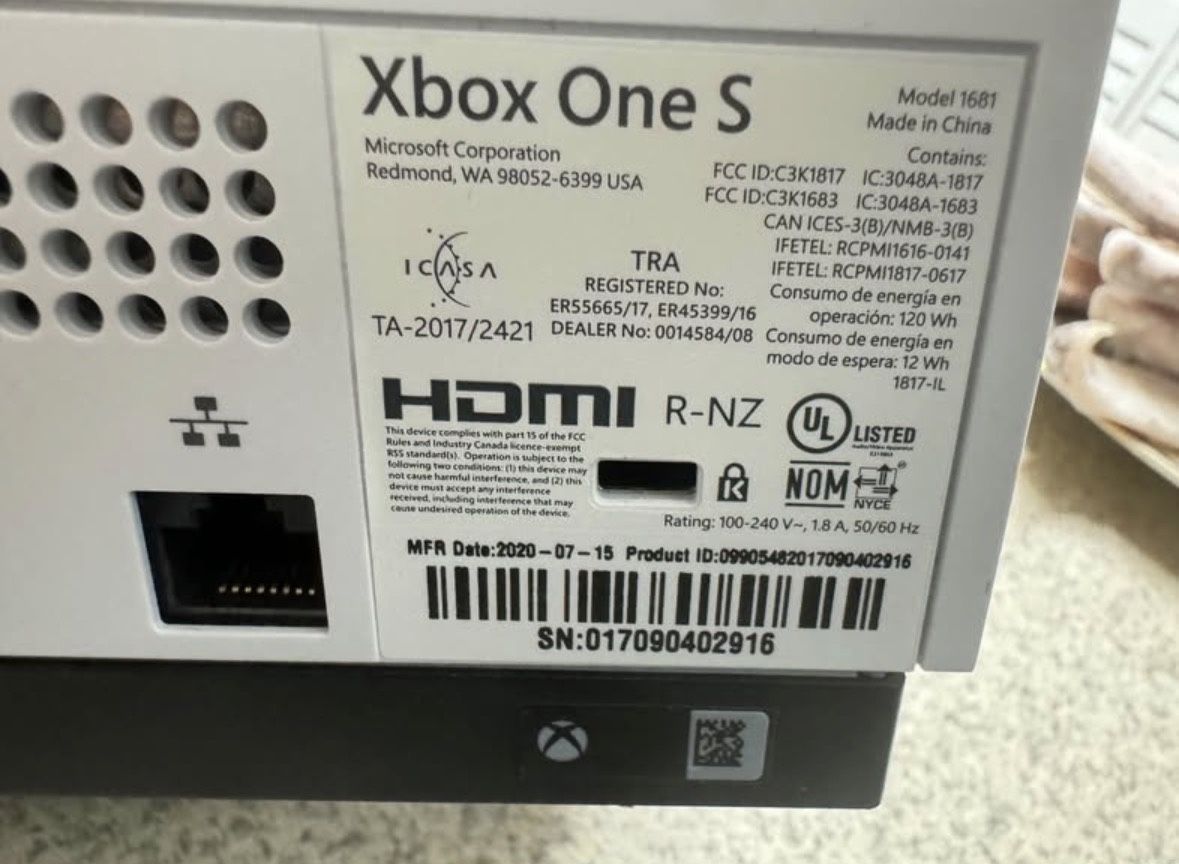 Xbox One S
Microsoft Corporation
Redmond, WA 98052-6399 USA
Model 1681
Made in China
Contains:
FCC ID:C3K1817 IC:3048A-1817
FCC ID:C3K1683 IC:3048A-1683
CAN ICES-3(B)/NMB-3(B)
IFETEL: RCPMI1616-0141
IFETEL: RCPMI1817-0617
Consumo de energía en
operación: 120 Wh
Consumo de energía en
modo de espera: 12 Wh
1817-IL
ICASA
TA-2017/2421
TRA
REGISTERED No:
ER55665/17, ER45399/16
DEALER No: 0014584/08
HDMI
R-NZ
UL LISTED
This device complies with part 15 of the FCC
Rules and Industry Canada licence-exempt
RSS standard(s). Operation is subject to the
following two conditions: (1) this device may
not cause harmful interference, and (2) this
device must accept any interference
received, including interference that may
cause undesired operation of the device.
K
NOM
NYCE
Rating: 100-240 V~, 1.8 A, 50/60 Hz
MFR Date:2020-07-15 Product ID:09905482017090402916
SN:017090402916